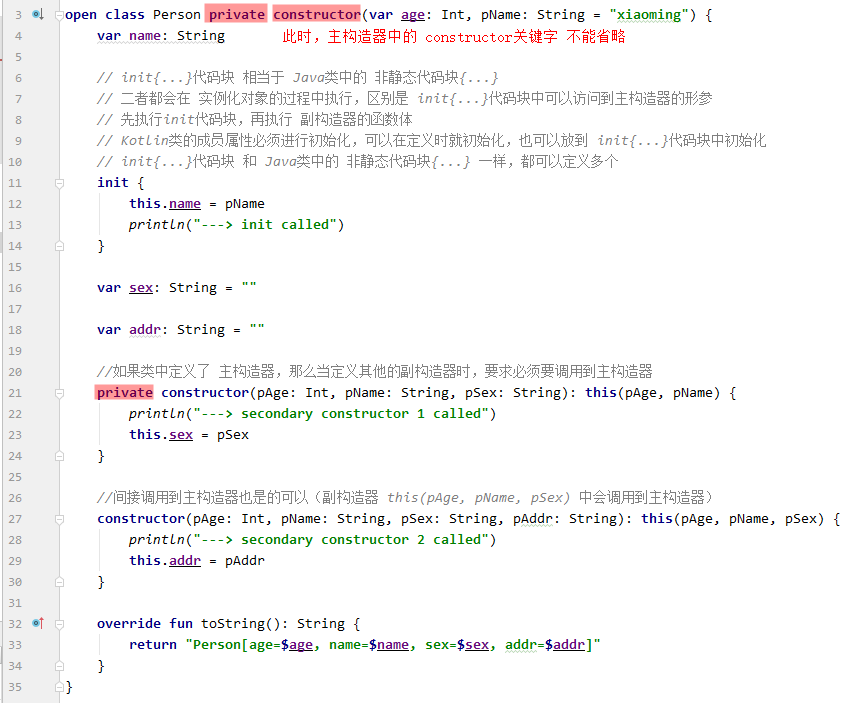 3 open class Person private constructor(var age: Int, pName: String = "xiaoming") {
4 var name: String 此时，主构造器中的 constructor关键字 不能省略
5
6 // init{...}代码块 相当于 Java类中的 非静态代码块{...}
7 // 二者都会在 实例化对象的过程中执行，区别是 init{...}代码块中可以访问到主构造器的形参
8 // 先执行init代码块，再执行 副构造器的函数体
9 // Kotlin类的成员属性必须进行初始化，可以在定义时就初始化，也可以放到 init{...}代码块中初始化
10 // init{...}代码块 和 Java类中的 非静态代码块{...} 一样，都可以定义多个
11 init {
12 this.name = pName
13 println("---> init called")
14 }
15
16 var sex: String = ""
17
18 var addr: String = ""
19
20 //如果类中定义了 主构造器，那么当定义其他的副构造器时，要求必须要调用到主构造器
21 private constructor(pAge: Int, pName: String, pSex: String): this(pAge, pName) {
22 println("---> secondary constructor 1 called")
23 this.sex = pSex
24 }
25
26 //间接调用到主构造器也是的可以（副构造器 this(pAge, pName, pSex) 中会调用到主构造器）
27 constructor(pAge: Int, pName: String, pSex: String, pAddr: String): this(pAge, pName, pSex) {
28 println("---> secondary constructor 2 called")
29 this.addr = pAddr
30 }
31
32 override fun toString(): String {
33 return "Person[age=$age, name=$name, sex=$sex, addr=$addr]"
34 }
35 }